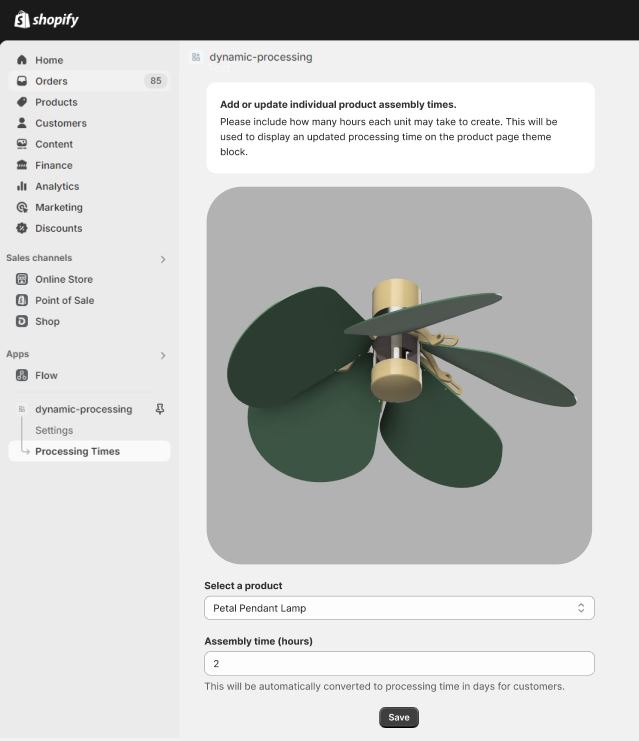 shopify
dynamic-processing
Home
Orders 85
Products
Customers
Content
Finance
Analytics
Marketing
Discounts
Sales channels
Online Store
Point of Sale
Shop
Apps
Flow
dynamic-processing
Settings
Processing Times
Add or update individual product assembly times.
Please include how many hours each unit may take to create. This will be
used to display an updated processing time on the product page theme
block.
Select a product
Petal Pendant Lamp
Assembly time (hours)
2
This will be automatically converted to processing time in days for customers.
Save